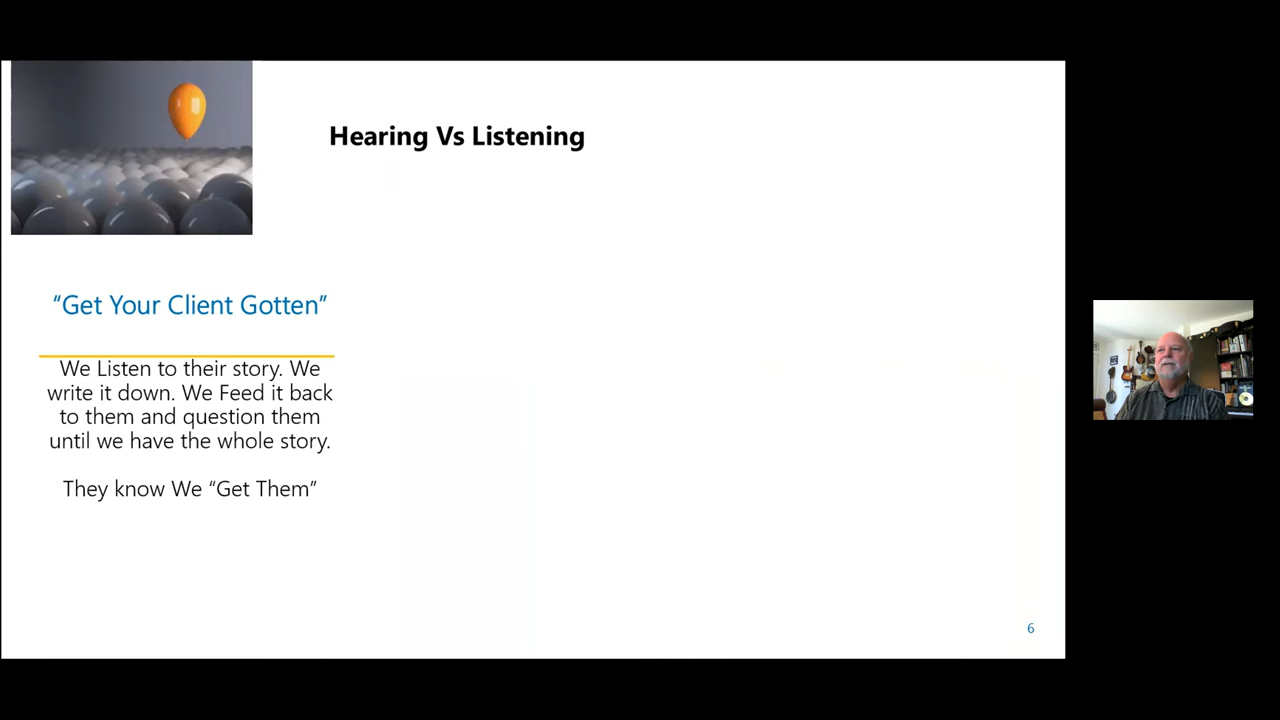 Hearing Vs Listening
“Get Your Client Gotten”
We Listen to their story. We
write it down. We Feed it back
to them and question them
until we have the whole story.
They know We “Get Them”
6